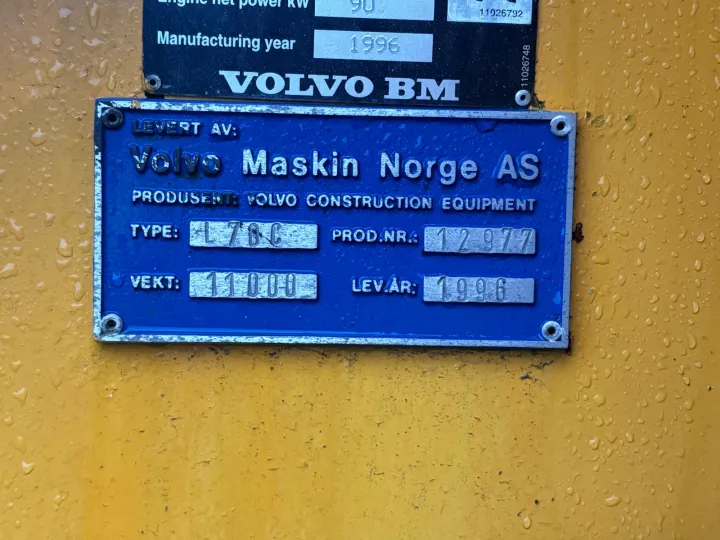 Engine net power kW 90
11026792
Manufacturing year 1996
11026748
VOLVO BM
LEVERT AV:
Volvo Maskin Norge AS
PRODUSENT: VOLVO CONSTRUCTION EQUIPMENT
TYPE: L70C PROD.NR.: 12977
VEKT: 11000 LEV.ÅR: 1996